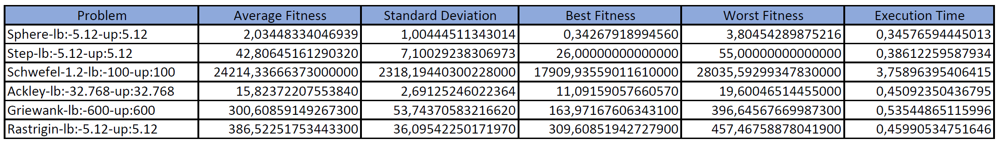 Problem Average Fitness Standard Deviation Best Fitness Worst Fitness Execution Time
Sphere-lb:-5.12-up:5.12 2,03448334046939 1,00444511343014 0,34267918994560 3,80454289875216 0,34576594445013
Step-lb:-5.12-up:5.12 42,80645161290320 7,10029238306973 26,00000000000000 55,00000000000000 0,38612259587934
Schwefel-1.2-lb:-100-up:100 24214,33666373000000 2318,19440300228000 17909,93559011610000 28035,59299347830000 3,75896395406415
Ackley-lb:-32.768-up:32.768 15,82372207553840 2,69125246022364 11,09159057660570 19,60046514455000 0,45092350436795
Griewank-lb:-600-up:600 300,60859149267300 53,74370583216620 163,97167606343100 396,64567669987300 0,53544865115996
Rastrigin-lb:-5.12-up:5.12 386,52251753443300 36,09542250171970 309,60851942727900 457,46758878041900 0,45990534751646